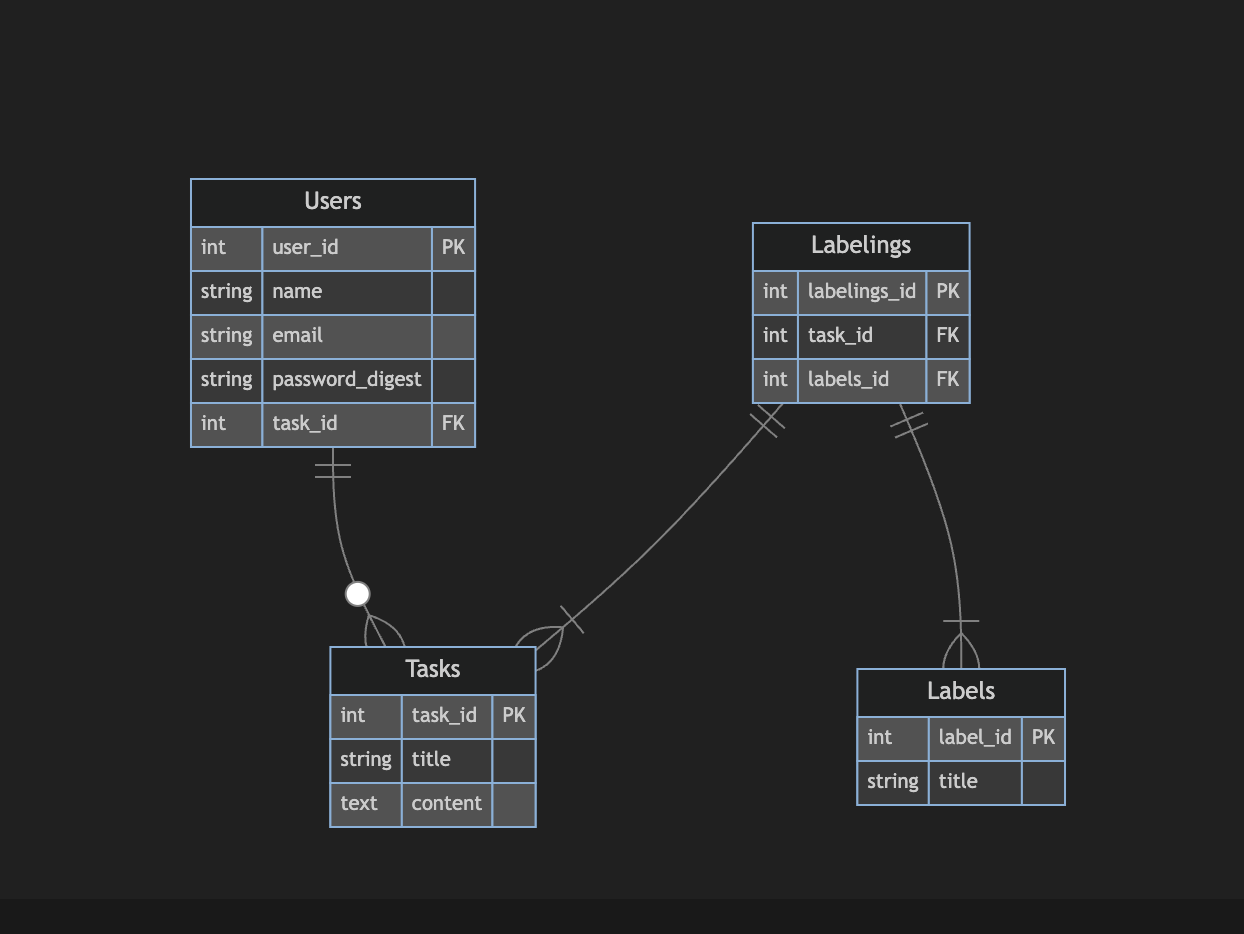 Users
int user_id PK
string name
string email
string password_digest
int task_id FK
Labelings
int labelings_id PK
int task_id FK
int labels_id FK
Tasks
int task_id PK
string title
text content
Labels
int label_id PK
string title